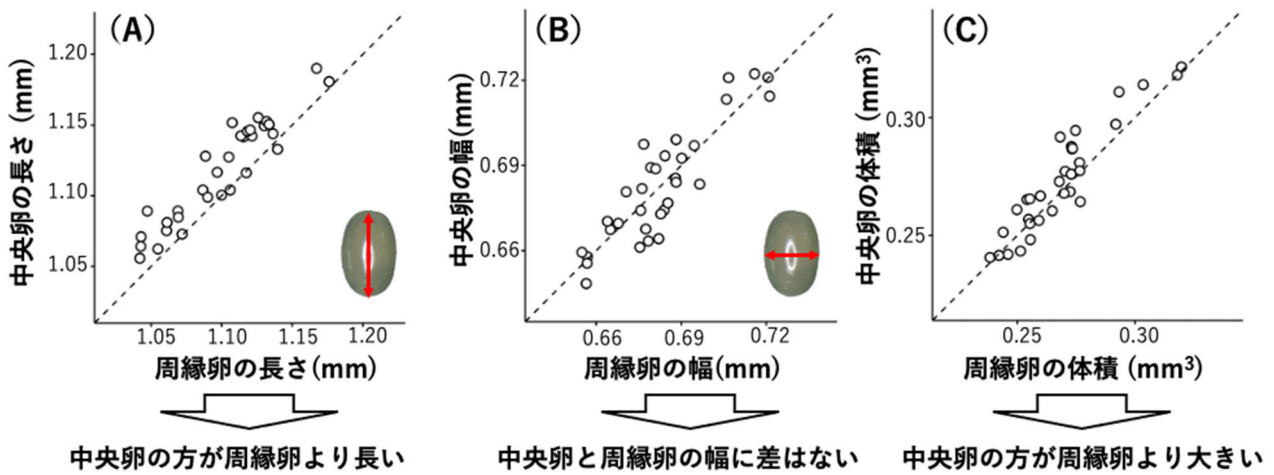 (A)
中央卵の長さ (mm)
1.20
1.15
1.10
1.05
1.05 1.10 1.15 1.20
周縁卵の長さ(mm)
中央卵の方が周縁卵より長い
(B)
中央卵の幅(mm)
0.72
0.69
0.66
0.66 0.69 0.72
周縁卵の幅(mm)
中央卵と周縁卵の幅に差はない
(C)
中央卵の体積 (mm³)
0.30
0.25
0.25 0.30
周縁卵の体積 (mm³)
中央卵の方が周縁卵より大きい